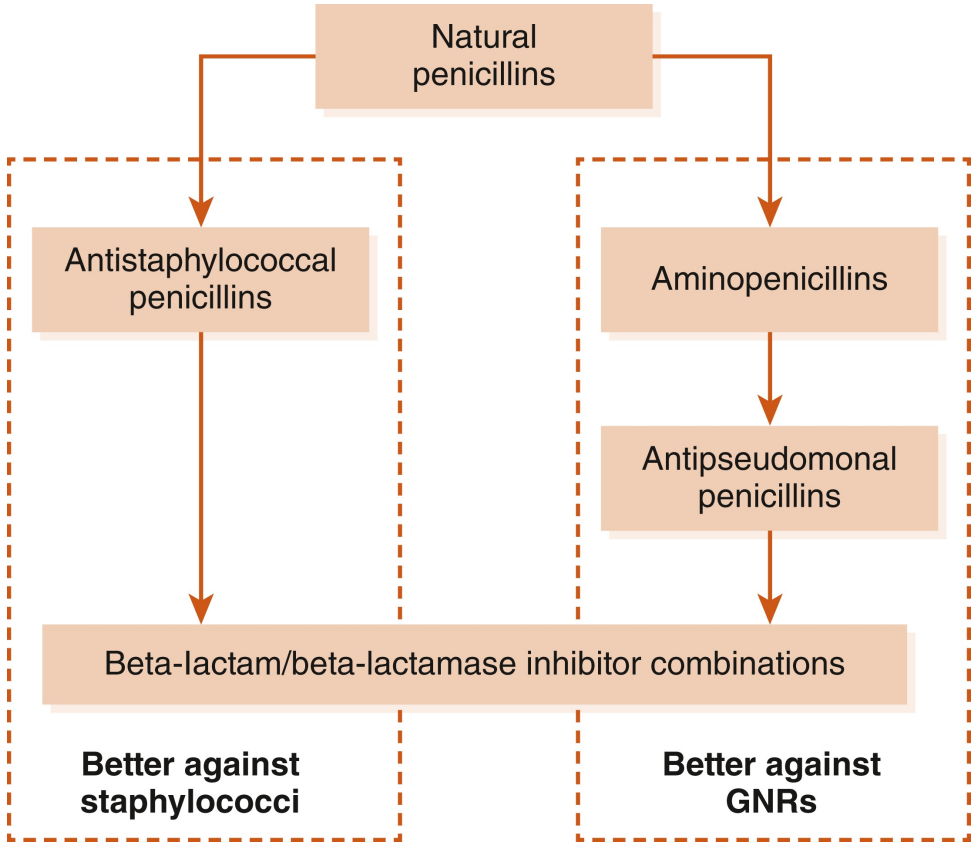 Natural
penicillins
Antistaphylococcal
penicillins
Aminopenicillins
Antipseudomonal
penicillins
Beta-lactam/beta-lactamase inhibitor combinations
Better against
staphylococci
Better against
GNRs